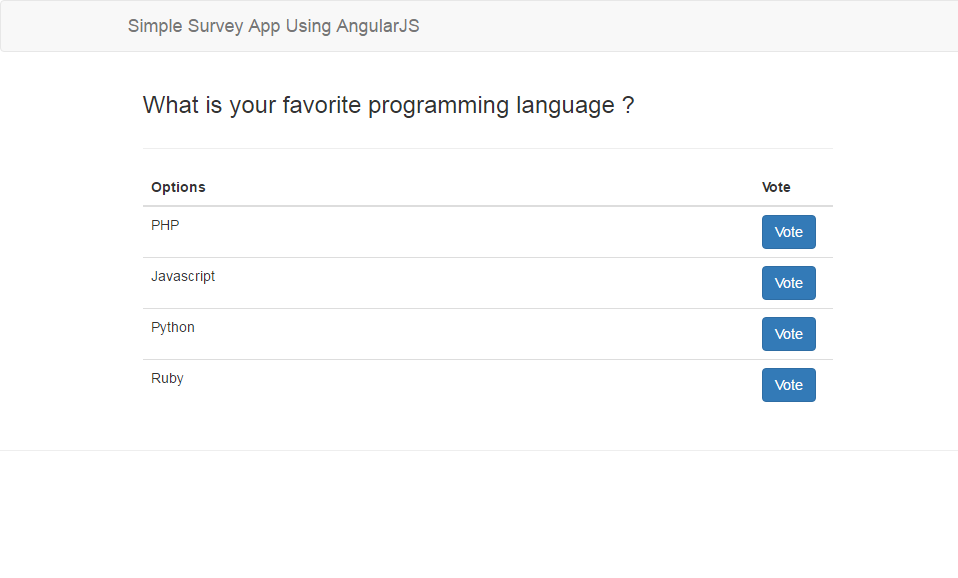 Simple Survey App Using AngularJS
What is your favorite programming language ?
Options Vote
PHP Vote
Javascript Vote
Python Vote
Ruby Vote